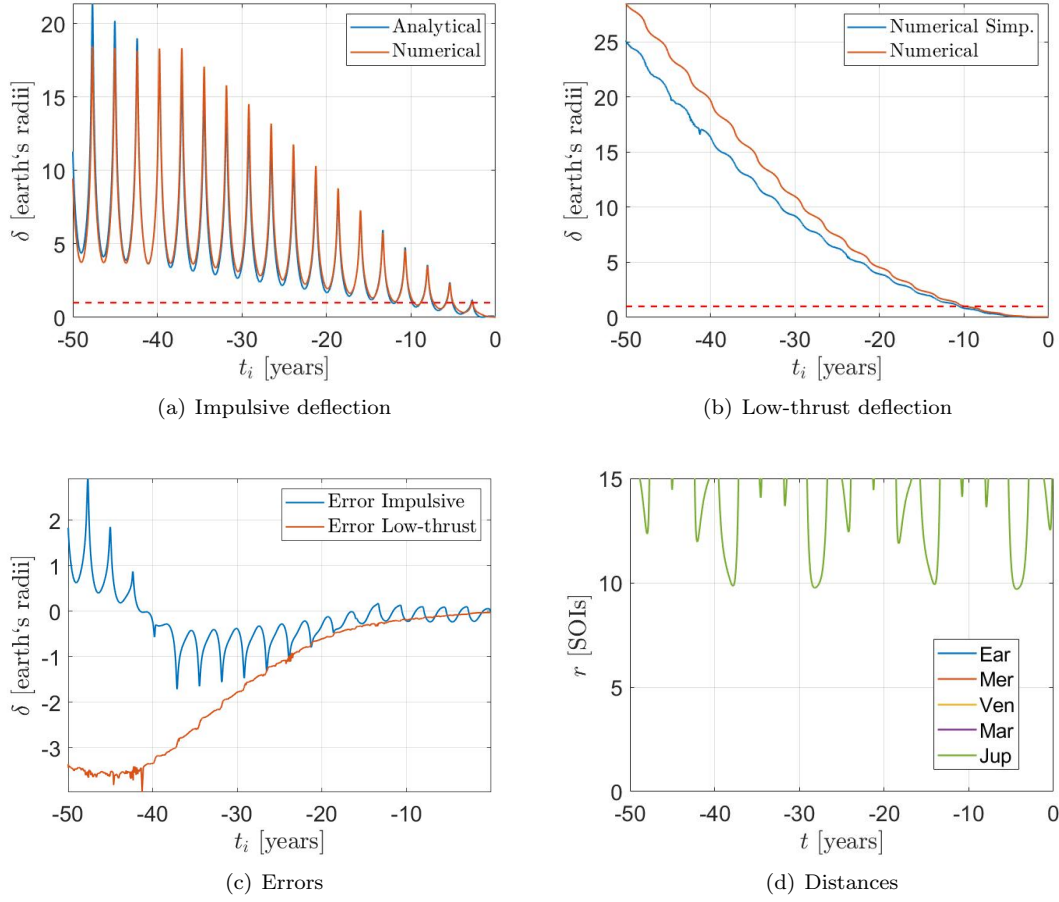 Analytical
Numerical
20
15
10
5
0
-50
-40
-30
-20
-10
0
δ [earth‘s radii]
t_i [years]
(a) Impulsive deflection
Numerical Simp.
Numerical
25
20
15
10
5
0
-50
-40
-30
-20
-10
0
δ [earth‘s radii]
t_i [years]
(b) Low-thrust deflection
Error Impulsive
Error Low-thrust
2
1
0
-1
-2
-3
-50
-40
-30
-20
-10
δ [earth‘s radii]
t_i [years]
(c) Errors
15
10
5
0
-50
-40
-30
-20
-10
0
r [SOIs]
Ear
Mer
Ven
Mar
Jup
t [years]
(d) Distances